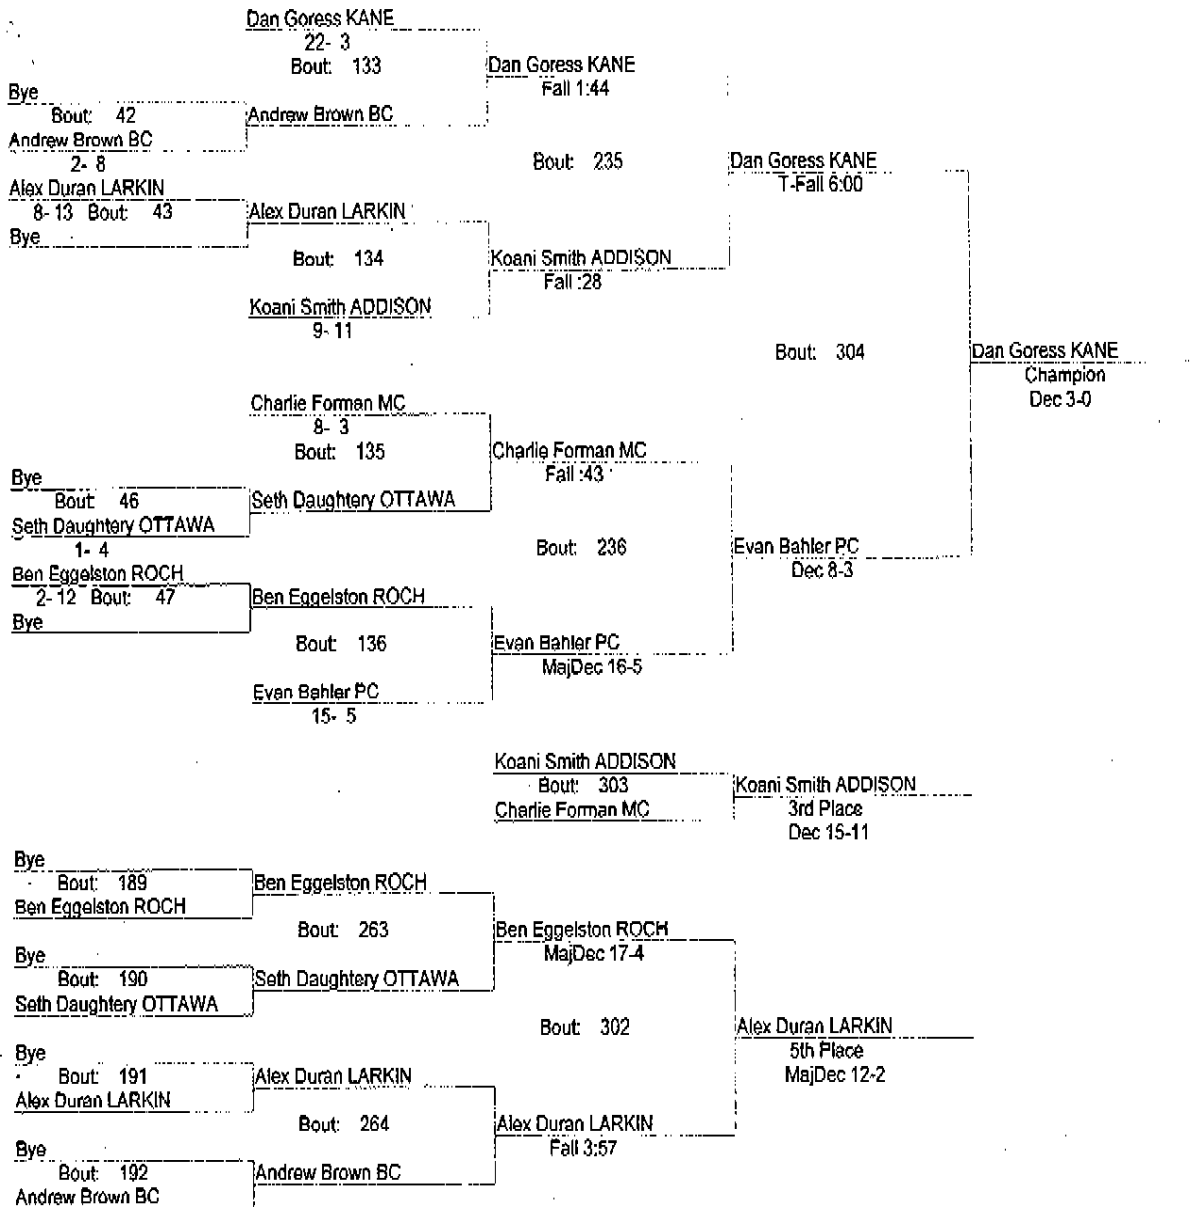 Dan Goress KANE
22- 3
Bout: 133
Dan Goress KANE
Fall 1:44
Bye
Bout: 42
Andrew Brown BC
Andrew Brown BC
2- 8
Bout: 235
Dan Goress KANE
T-Fall 6:00
Alex Duran LARKIN
8- 13 Bout: 43
Alex Duran LARKIN
Bye
Bout: 134
Koani Smith ADDISON
Fall :28
Koani Smith ADDISON
9- 11
Bout: 304
Dan Goress KANE
Champion
Dec 3-0
Charlie Forman MC
8- 3
Bout: 135
Charlie Forman MC
Fall :43
Bye
Bout: 46
Seth Daughtery OTTAWA
Seth Daughtery OTTAWA
1- 4
Bout: 236
Evan Bahler PC
Dec 8-3
Ben Eggelston ROCH
2- 12 Bout: 47
Ben Eggelston ROCH
Bye
Bout: 136
Evan Bahler PC
MajDec 16-5
Evan Bahler PC
15- 5
Koani Smith ADDISON
Bout: 303
Koani Smith ADDISON
Charlie Forman MC
3rd Place
Dec 15-11
Bye
Bout: 189
Ben Eggelston ROCH
Ben Eggelston ROCH
Bout: 263
Ben Eggelston ROCH
MajDec 17-4
Bye
Bout: 190
Seth Daughtery OTTAWA
Seth Daughtery OTTAWA
Bout: 302
Alex Duran LARKIN
5th Place
MajDec 12-2
Bye
Bout: 191
Alex Duran LARKIN
Alex Duran LARKIN
Bout: 264
Alex Duran LARKIN
Fall 3:57
Bye
Bout: 192
Andrew Brown BC
Andrew Brown BC